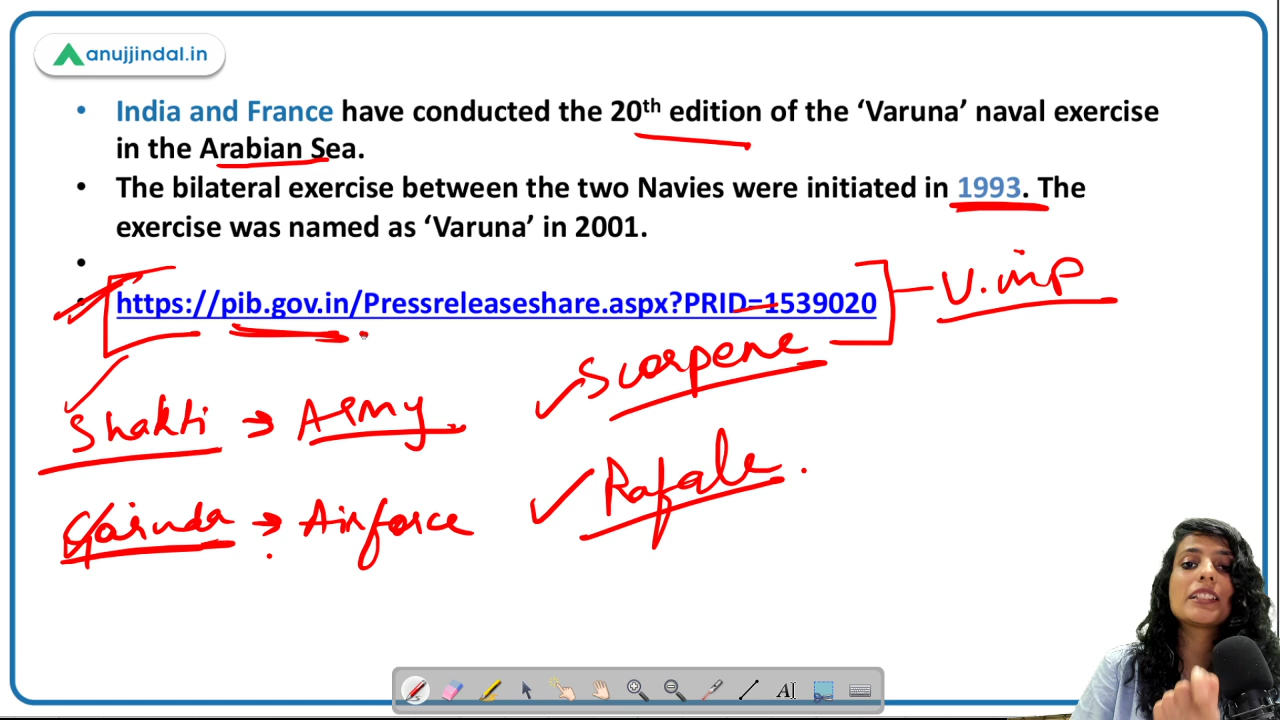 anujjindal.in
• India and France have conducted the 20th edition of the ‘Varuna’ naval exercise
in the Arabian Sea.
• The bilateral exercise between the two Navies were initiated in 1993. The
exercise was named as ‘Varuna’ in 2001.
•
• https://pib.gov.in/Pressreleaseshare.aspx?PRID=1539020
V. imp
Scorpene
Shakti → Army
Rafale.
Garuda → Airforce
A